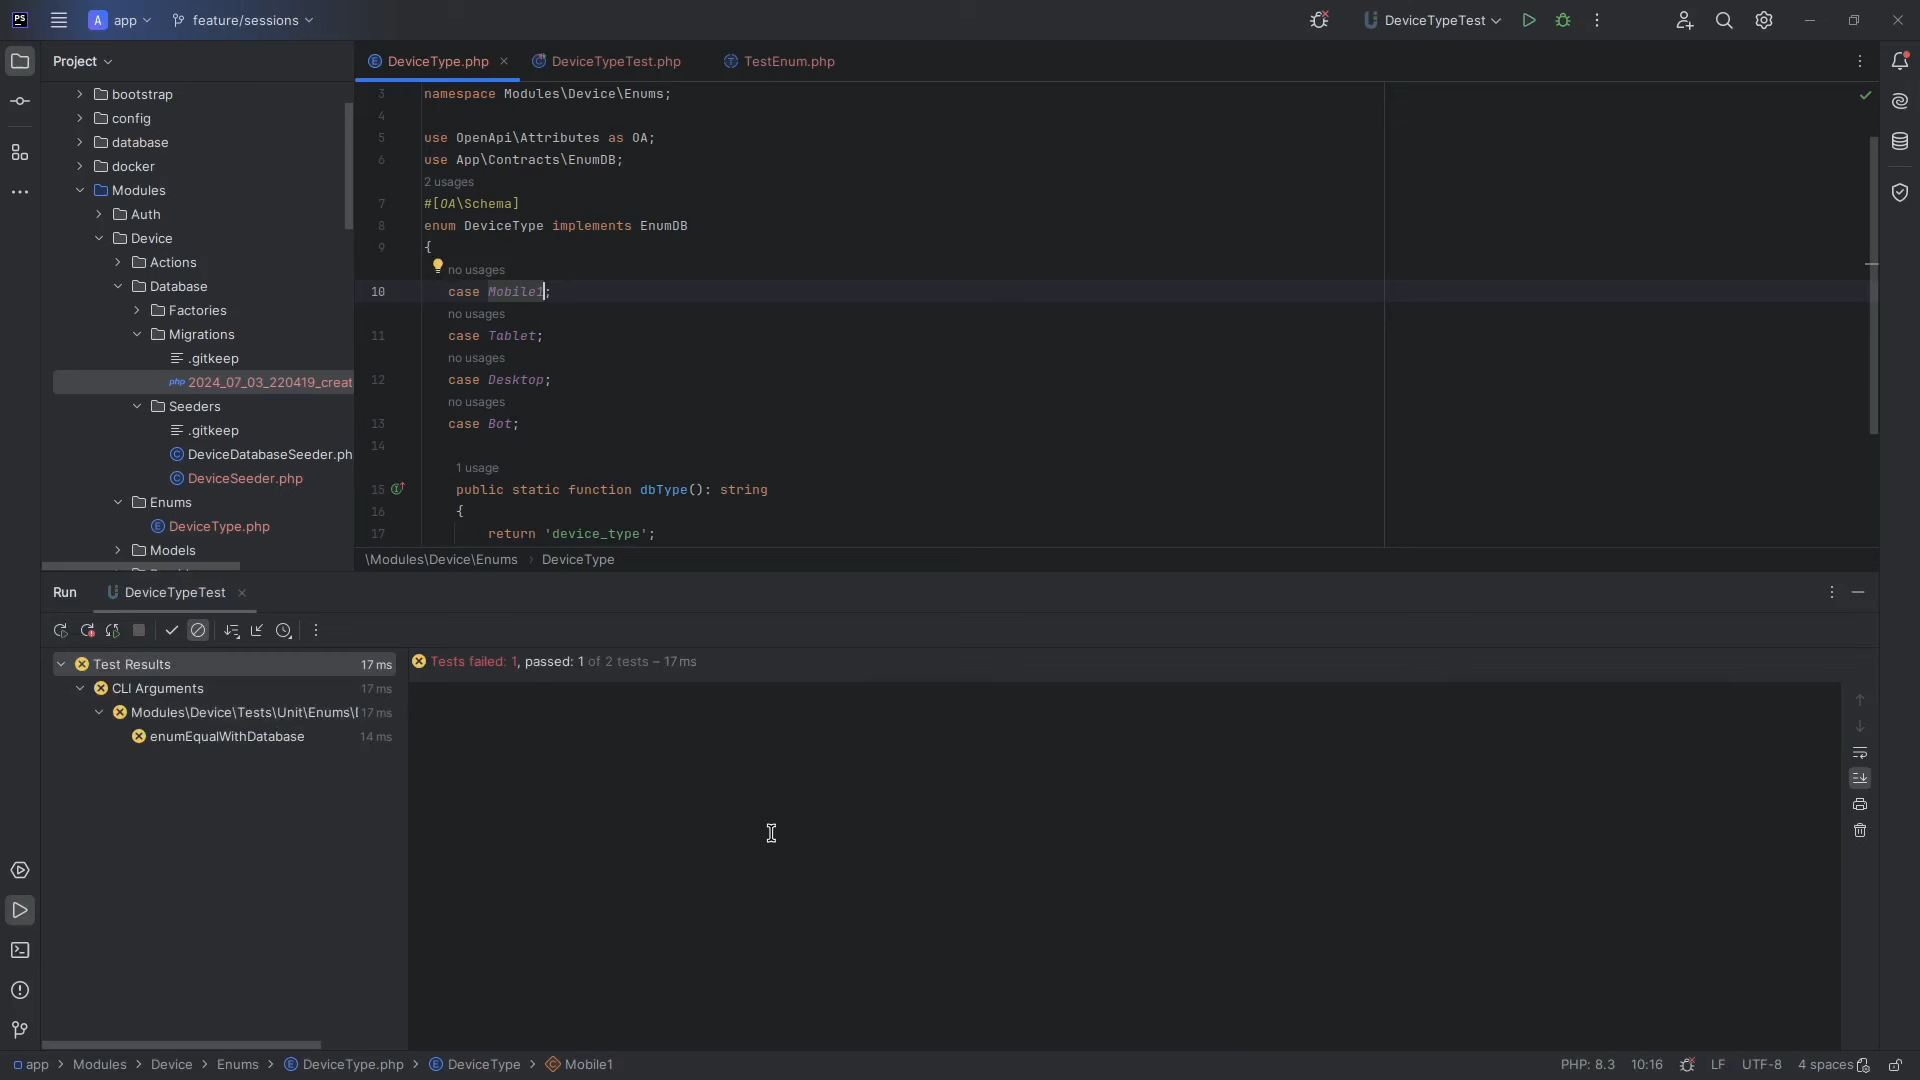 PS
A app feature/sessions DeviceTypeTest
Project
DeviceType.php DeviceTypeTest.php TestEnum.php
bootstrap
config
database
docker
Modules
Auth
Device
Actions
Database
Factories
Migrations
.gitkeep
php 2024_07_03_220419_creat
Seeders
.gitkeep
DeviceDatabaseSeeder.ph
DeviceSeeder.php
Enums
DeviceType.php
Models
3 namespace Modules\Device\Enums;
4
5 use OpenApi\Attributes as OA;
6 use App\Contracts\EnumDB;
2 usages
7 #[OA\Schema]
8 enum DeviceType implements EnumDB
9 {
no usages
10 case Mobile1;
no usages
11 case Tablet;
no usages
12 case Desktop;
no usages
13 case Bot;
14
1 usage
15 public static function dbType(): string
16 {
17 return 'device_type';
\Modules\Device\Enums › DeviceType
Run DeviceTypeTest
Test Results 17 ms
CLI Arguments 17 ms
Modules\Device\Tests\Unit\Enums\ 17 ms
enumEqualWithDatabase 14 ms
Tests failed: 1, passed: 1 of 2 tests – 17 ms
app > Modules > Device > Enums > DeviceType.php > DeviceType > Mobile1
PHP: 8.3 10:16 LF UTF-8 4 spaces